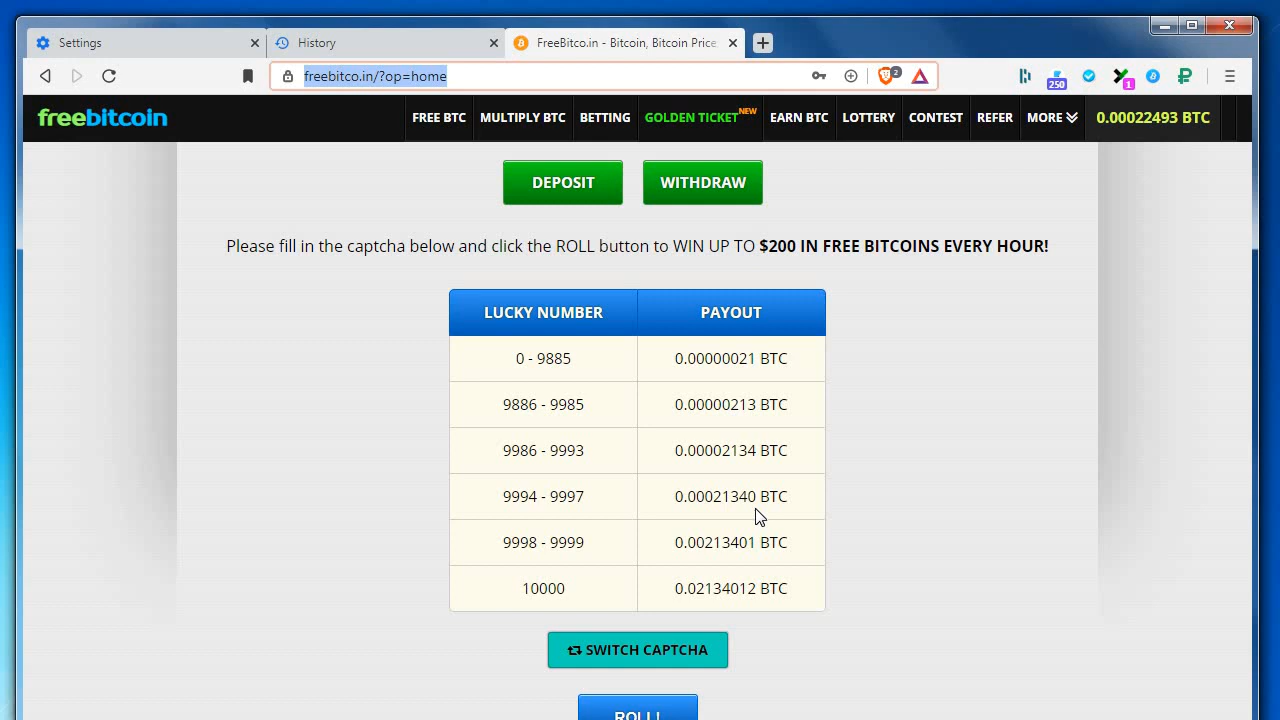 Settings
History
FreeBitco.in - Bitcoin, Bitcoin Price,
freebitco.in/?op=home
2
250
1
freebitcoin
FREE BTC
MULTIPLY BTC
BETTING
GOLDEN TICKET NEW
EARN BTC
LOTTERY
CONTEST
REFER
MORE
0.00022493 BTC
DEPOSIT
WITHDRAW
Please fill in the captcha below and click the ROLL button to WIN UP TO $200 IN FREE BITCOINS EVERY HOUR!
LUCKY NUMBER PAYOUT
0 - 9885 0.00000021 BTC
9886 - 9985 0.00000213 BTC
9986 - 9993 0.00002134 BTC
9994 - 9997 0.00021340 BTC
9998 - 9999 0.00213401 BTC
10000 0.02134012 BTC
SWITCH CAPTCHA
ROLL!